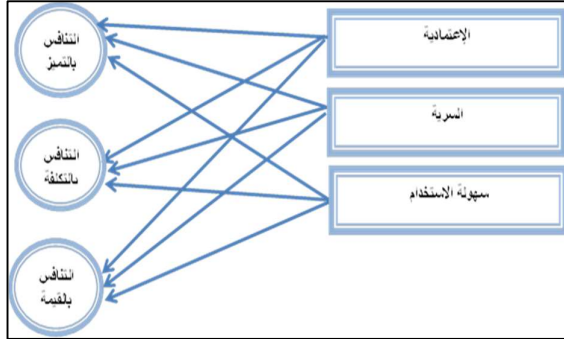 الإعتمادية
السرية
سهولة الاستخدام
التنافس
بالتميز
التنافس
بالتكلفة
التنافس
بالقيمة